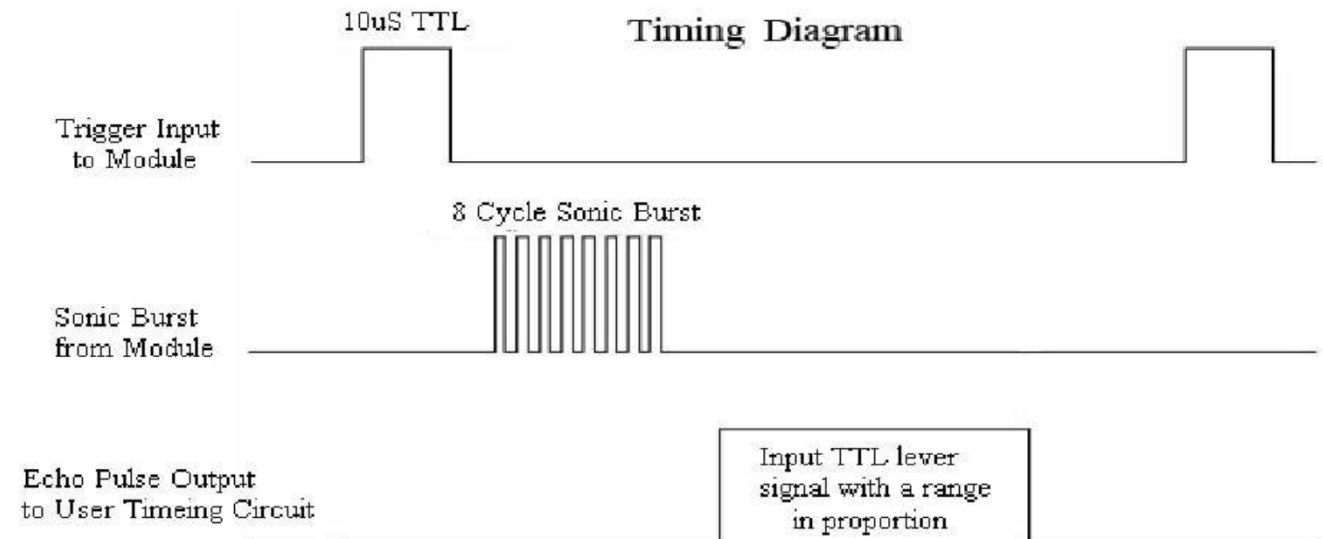 10uS TTL
Timing Diagram
Trigger Input
to Module
8 Cycle Sonic Burst
Sonic Burst
from Module
Echo Pulse Output
to User Timeing Circuit
Input TTL lever
signal with a range
in proportion